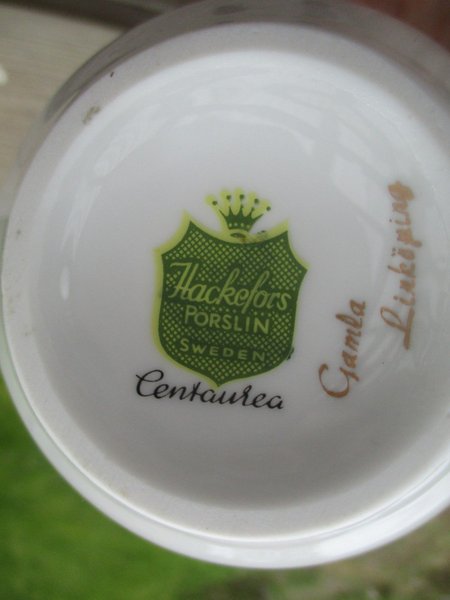 Hackefors
PORSLIN
SWEDEN
Centaurea
Gamla
Linköping